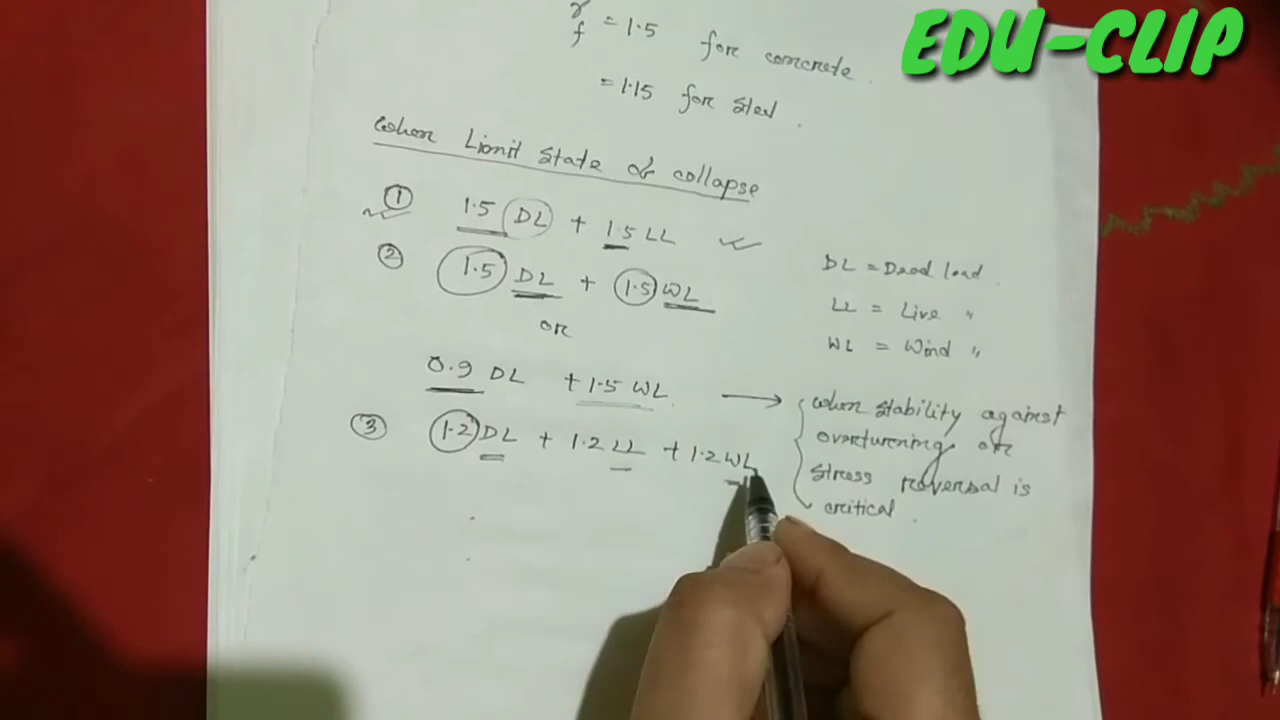 EDU-CLIP
γf = 1.5 for concrete.
= 1.15 for steel.
When Limit State of collapse
① 1.5 DL + 1.5 LL
② 1.5 DL + 1.5 WL
or
0.9 DL + 1.5 WL → when stability against
overturning or
stress reversal is
critical.
③ 1.2 DL + 1.2 LL + 1.2 WL
DL = Dead load.
LL = Live "
WL = Wind "